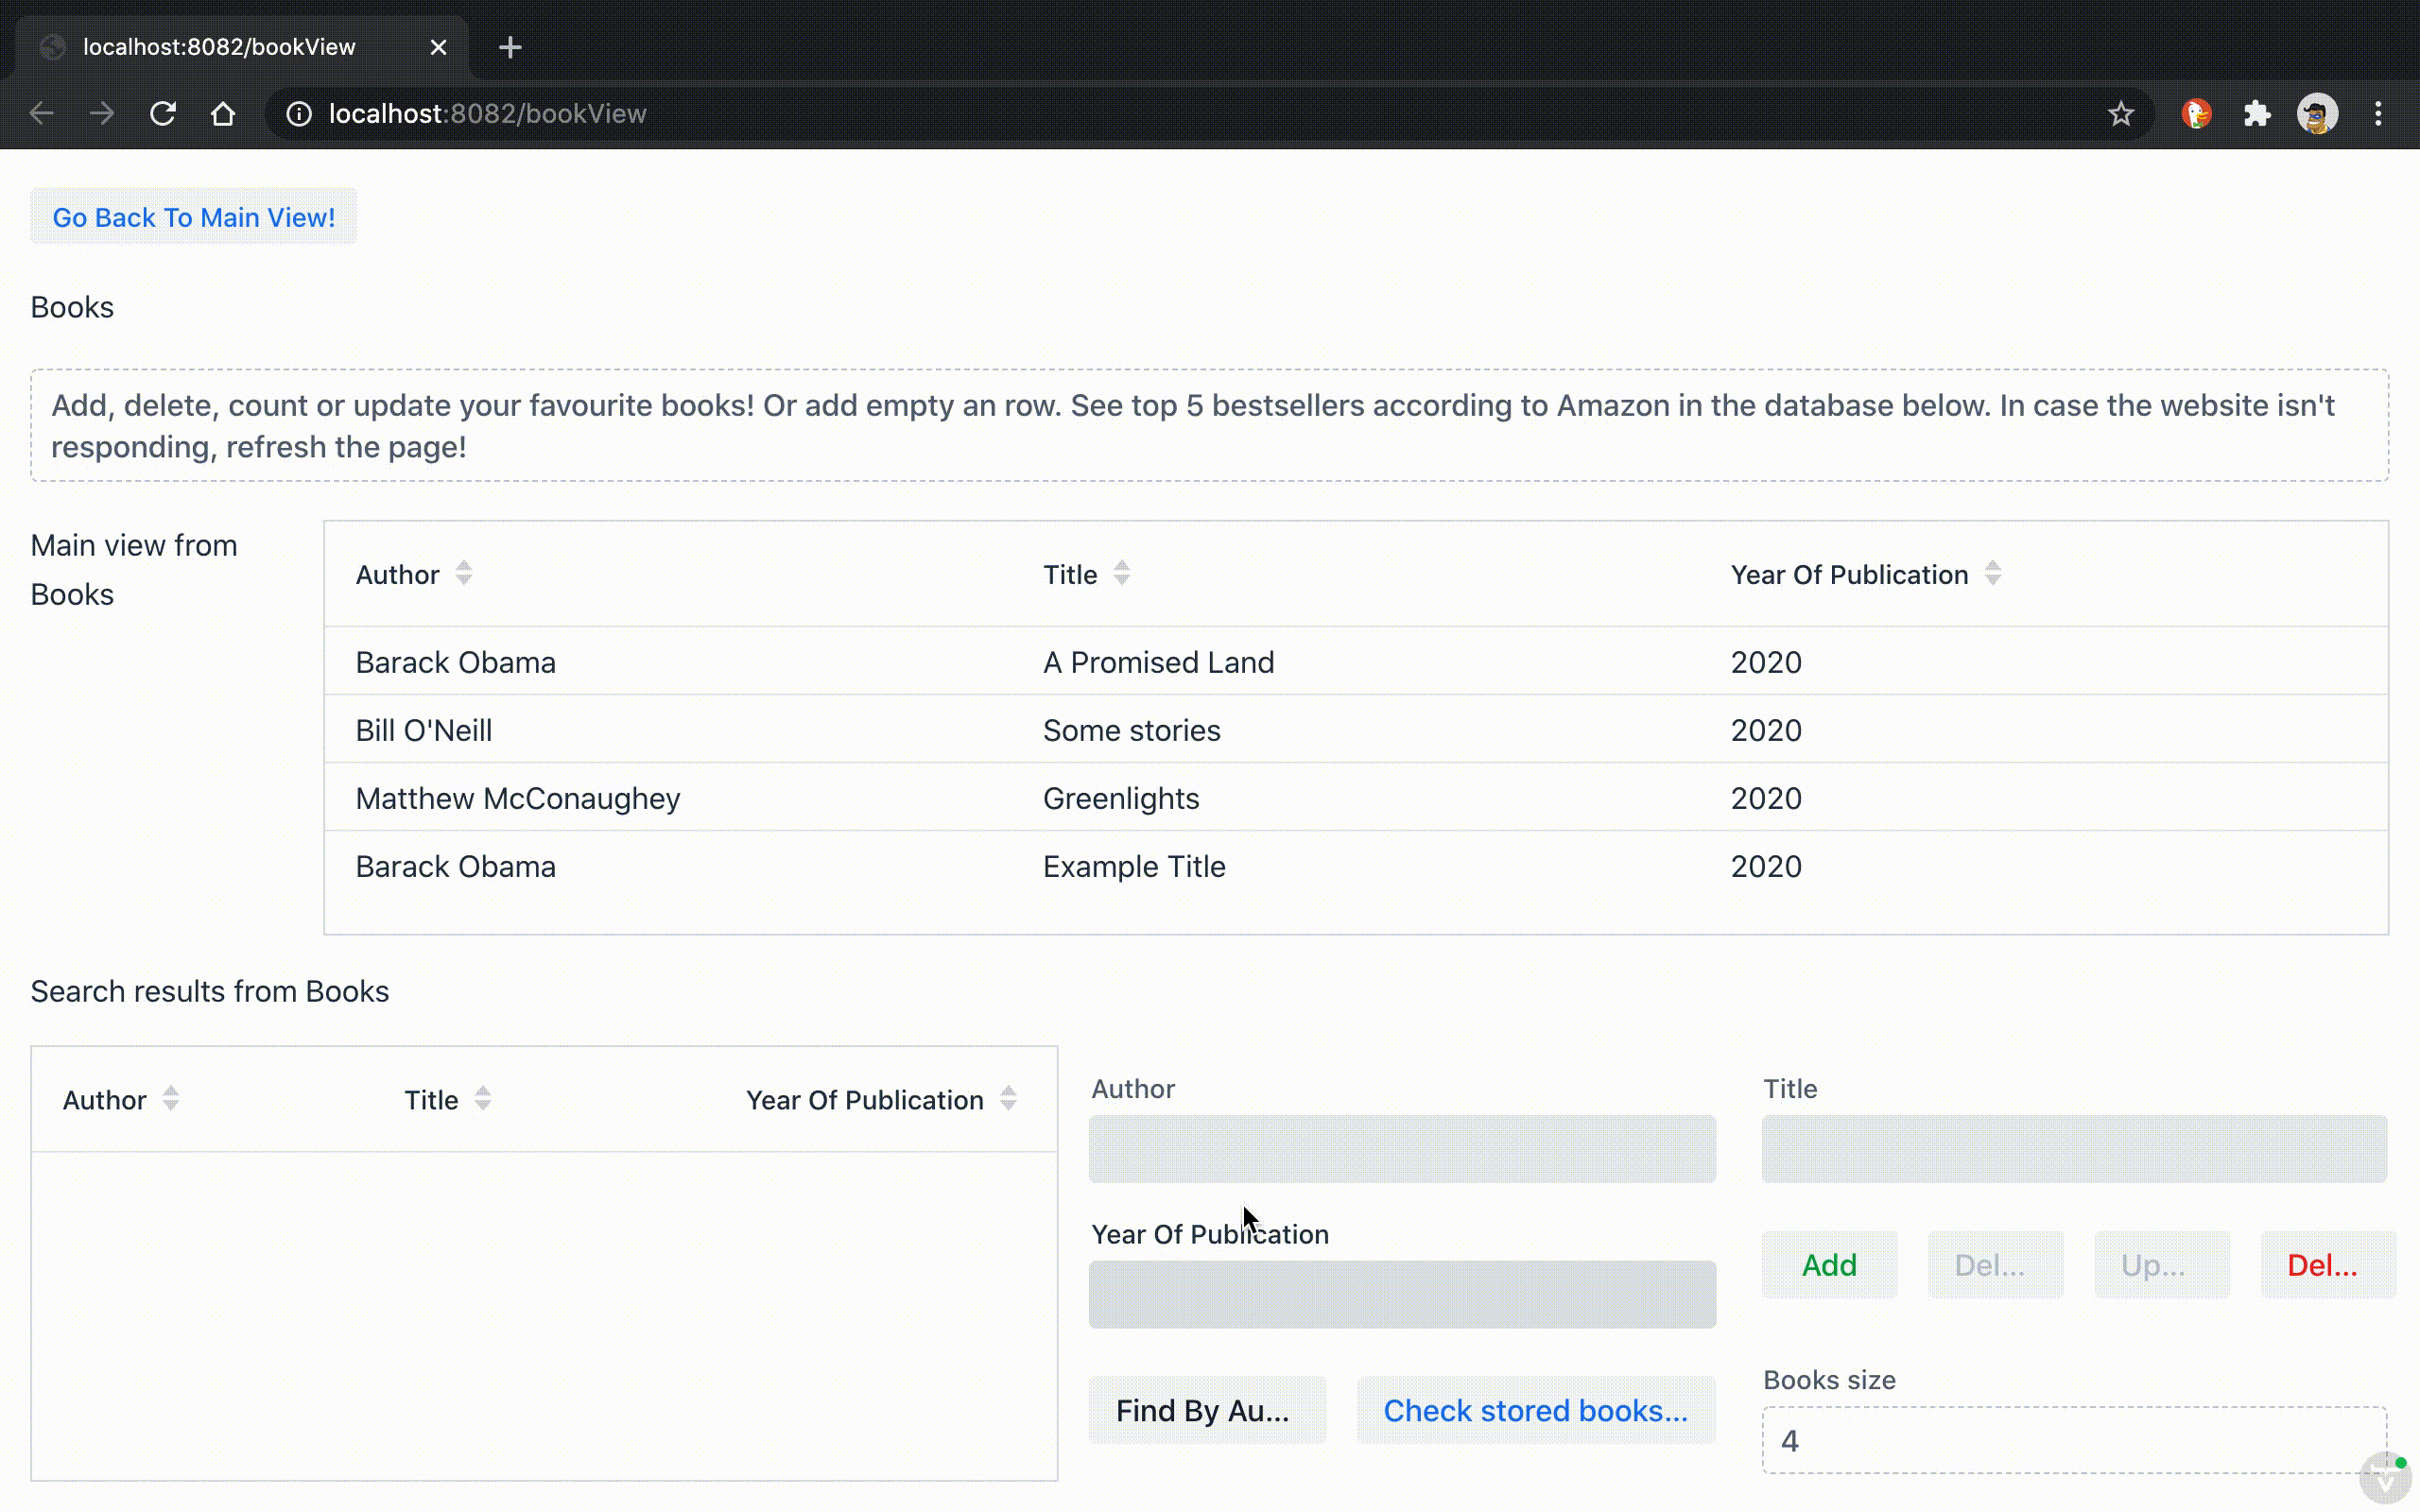 localhost:8082/bookView
localhost:8082/bookView
Go Back To Main View!
Books
Add, delete, count or update your favourite books! Or add empty an row. See top 5 bestsellers according to Amazon in the database below. In case the website isn't
responding, refresh the page!
Main view from
Books
Author Title Year Of Publication
Barack Obama A Promised Land 2020
Bill O'Neill Some stories 2020
Matthew McConaughey Greenlights 2020
Barack Obama Example Title 2020
Search results from Books
Author Title Year Of Publication
Author
Title
Year Of Publication
Add Del... Up... Del...
Find By Au... Check stored books...
Books size
4